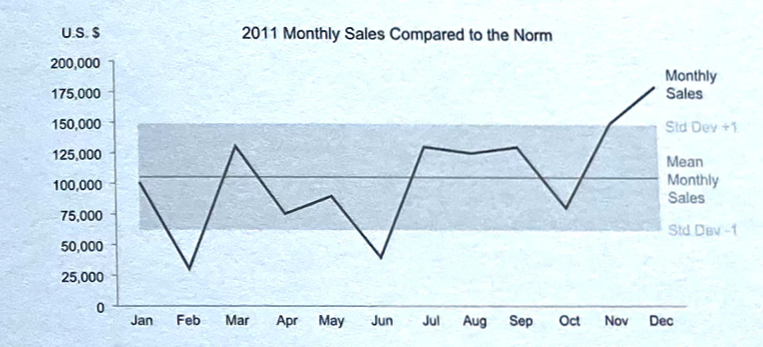 U.S. $
2011 Monthly Sales Compared to the Norm
200,000
175,000
150,000
125,000
100,000
75,000
50,000
25,000
0
Monthly
Sales
Std Dev +1
Mean
Monthly
Sales
Std Dev -1
Jan Feb Mar Apr May Jun Jul Aug Sep Oct Nov Dec